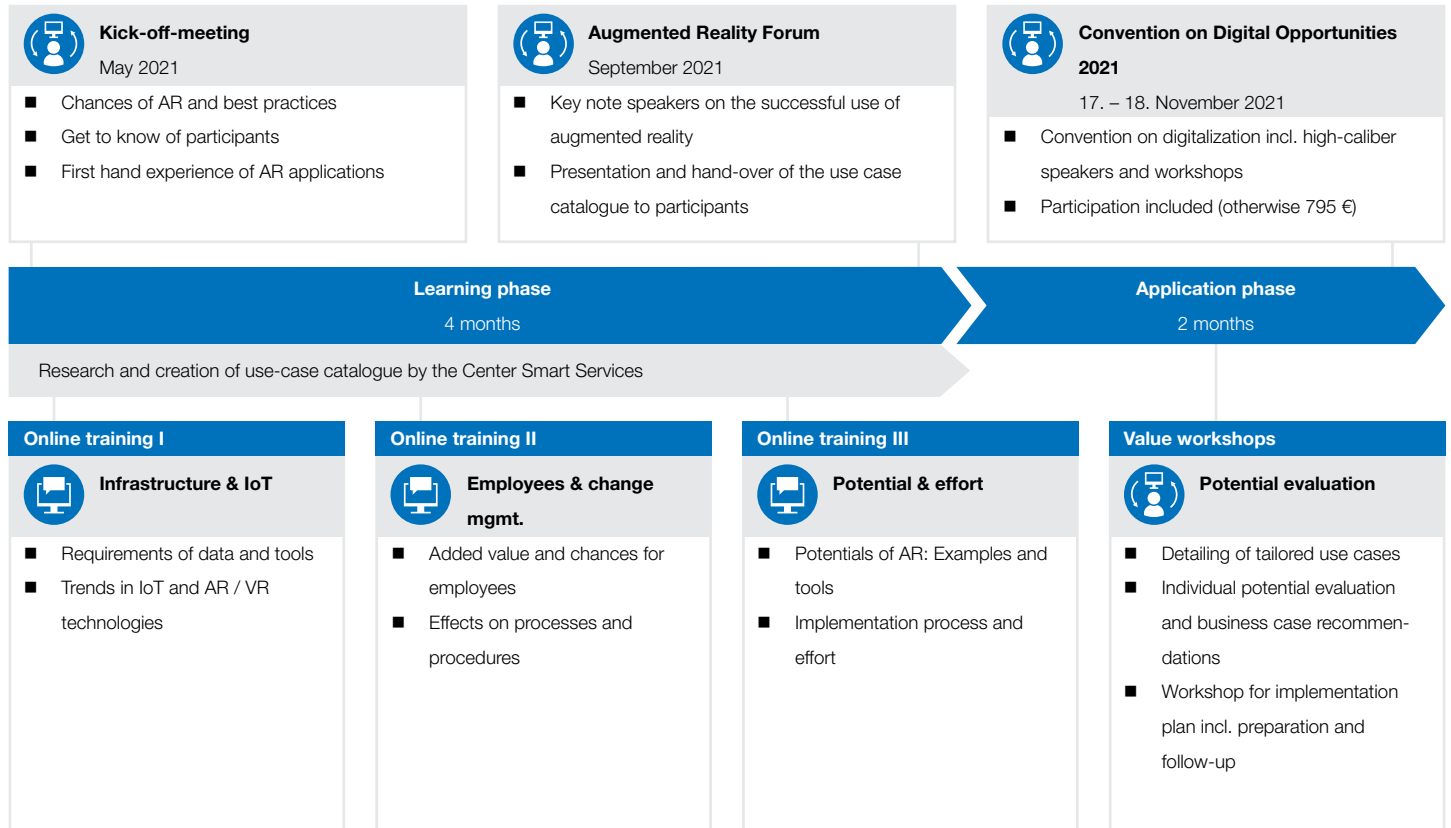 Kick-off-meeting
May 2021
■ Chances of AR and best practices
■ Get to know of participants
■ First hand experience of AR applications
Augmented Reality Forum
September 2021
■ Key note speakers on the successful use of
augmented reality
■ Presentation and hand-over of the use case
catalogue to participants
Convention on Digital Opportunities
2021
17. – 18. November 2021
■ Convention on digitalization incl. high-caliber
speakers and workshops
■ Participation included (otherwise 795 €)
Learning phase
4 months
Application phase
2 months
Research and creation of use-case catalogue by the Center Smart Services
Online training I
Infrastructure & IoT
■ Requirements of data and tools
■ Trends in IoT and AR / VR
technologies
Online training II
Employees & change
mgmt.
■ Added value and chances for
employees
■ Effects on processes and
procedures
Online training III
Potential & effort
■ Potentials of AR: Examples and
tools
■ Implementation process and
effort
Value workshops
Potential evaluation
■ Detailing of tailored use cases
■ Individual potential evaluation
and business case recommen-
dations
■ Workshop for implementation
plan incl. preparation and
follow-up